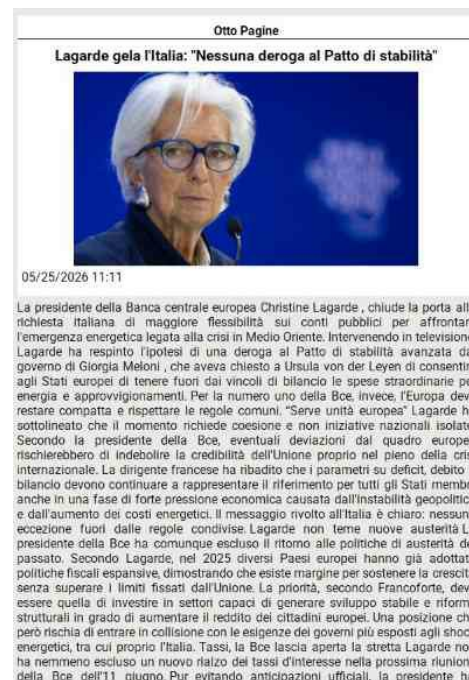 Otto Pagine
Lagarde gela l'Italia: "Nessuna deroga al Patto di stabilità"
05/25/2026 11:11
La presidente della Banca centrale europea Christine Lagarde , chiude la porta all
richiesta italiana di maggiore flessibilità sui conti pubblici per affrontar
l'emergenza energetica legata alla crisi in Medio Oriente. Intervenendo in television
Lagarde ha respinto l'ipotesi di una deroga al Patto di stabilità avanzata da
governo di Giorgia Meloni , che aveva chiesto a Ursula von der Leyen di consentir
agli Stati europei di tenere fuori dai vincoli di bilancio le spese straordinarie pe
energia e approvvigionamenti. Per la numero uno della Bce, invece, l'Europa dev
restare compatta e rispettare le regole comuni. "Serve unità europea" Lagarde h
sottolineato che il momento richiede coesione e non iniziative nazionali isolate
Secondo la presidente della Bce, eventuali deviazioni dal quadro europe
rischierebbero di indebolire la credibilità dell'Unione proprio nel pieno della cris
internazionale. La dirigente francese ha ribadito che i parametri su deficit, debito
bilancio devono continuare a rappresentare il riferimento per tutti gli Stati membr
anche in una fase di forte pressione economica causata dall'instabilità geopolitic
e dall'aumento dei costi energetici. Il messaggio rivolto all'Italia è chiaro: nessun
eccezione fuori dalle regole condivise. Lagarde non teme nuove austerità L
presidente della Bce ha comunque escluso il ritorno alle politiche di austerità de
passato. Secondo Lagarde, nel 2025 diversi Paesi europei hanno già adottat
politiche fiscali espansive, dimostrando che esiste margine per sostenere la crescit
senza superare i limiti fissati dall'Unione. La priorità, secondo Francoforte, dev
essere quella di investire in settori capaci di generare sviluppo stabile e riform
strutturali in grado di aumentare il reddito dei cittadini europei. Una posizione ch
però rischia di entrare in collisione con le esigenze dei governi più esposti agli shoc
energetici, tra cui proprio l'Italia. Tassi, la Bce lascia aperta la stretta Lagarde no
ha nemmeno escluso un nuovo rialzo dei tassi d'interesse nella prossima riunion
della Bce dell'11 giugno. Pur evitando anticipazioni ufficiali, la presidente h